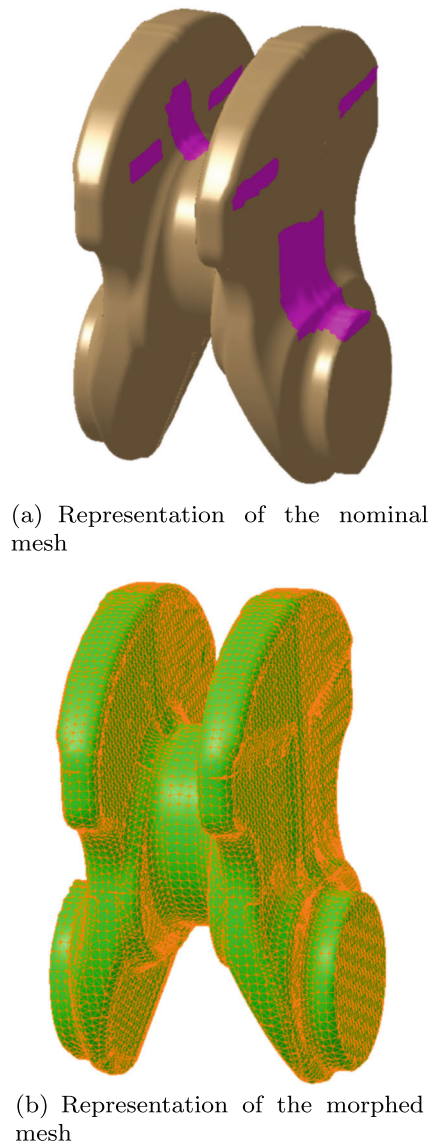 (a) Representation of the nominal
mesh
(b) Representation of the morphed
mesh